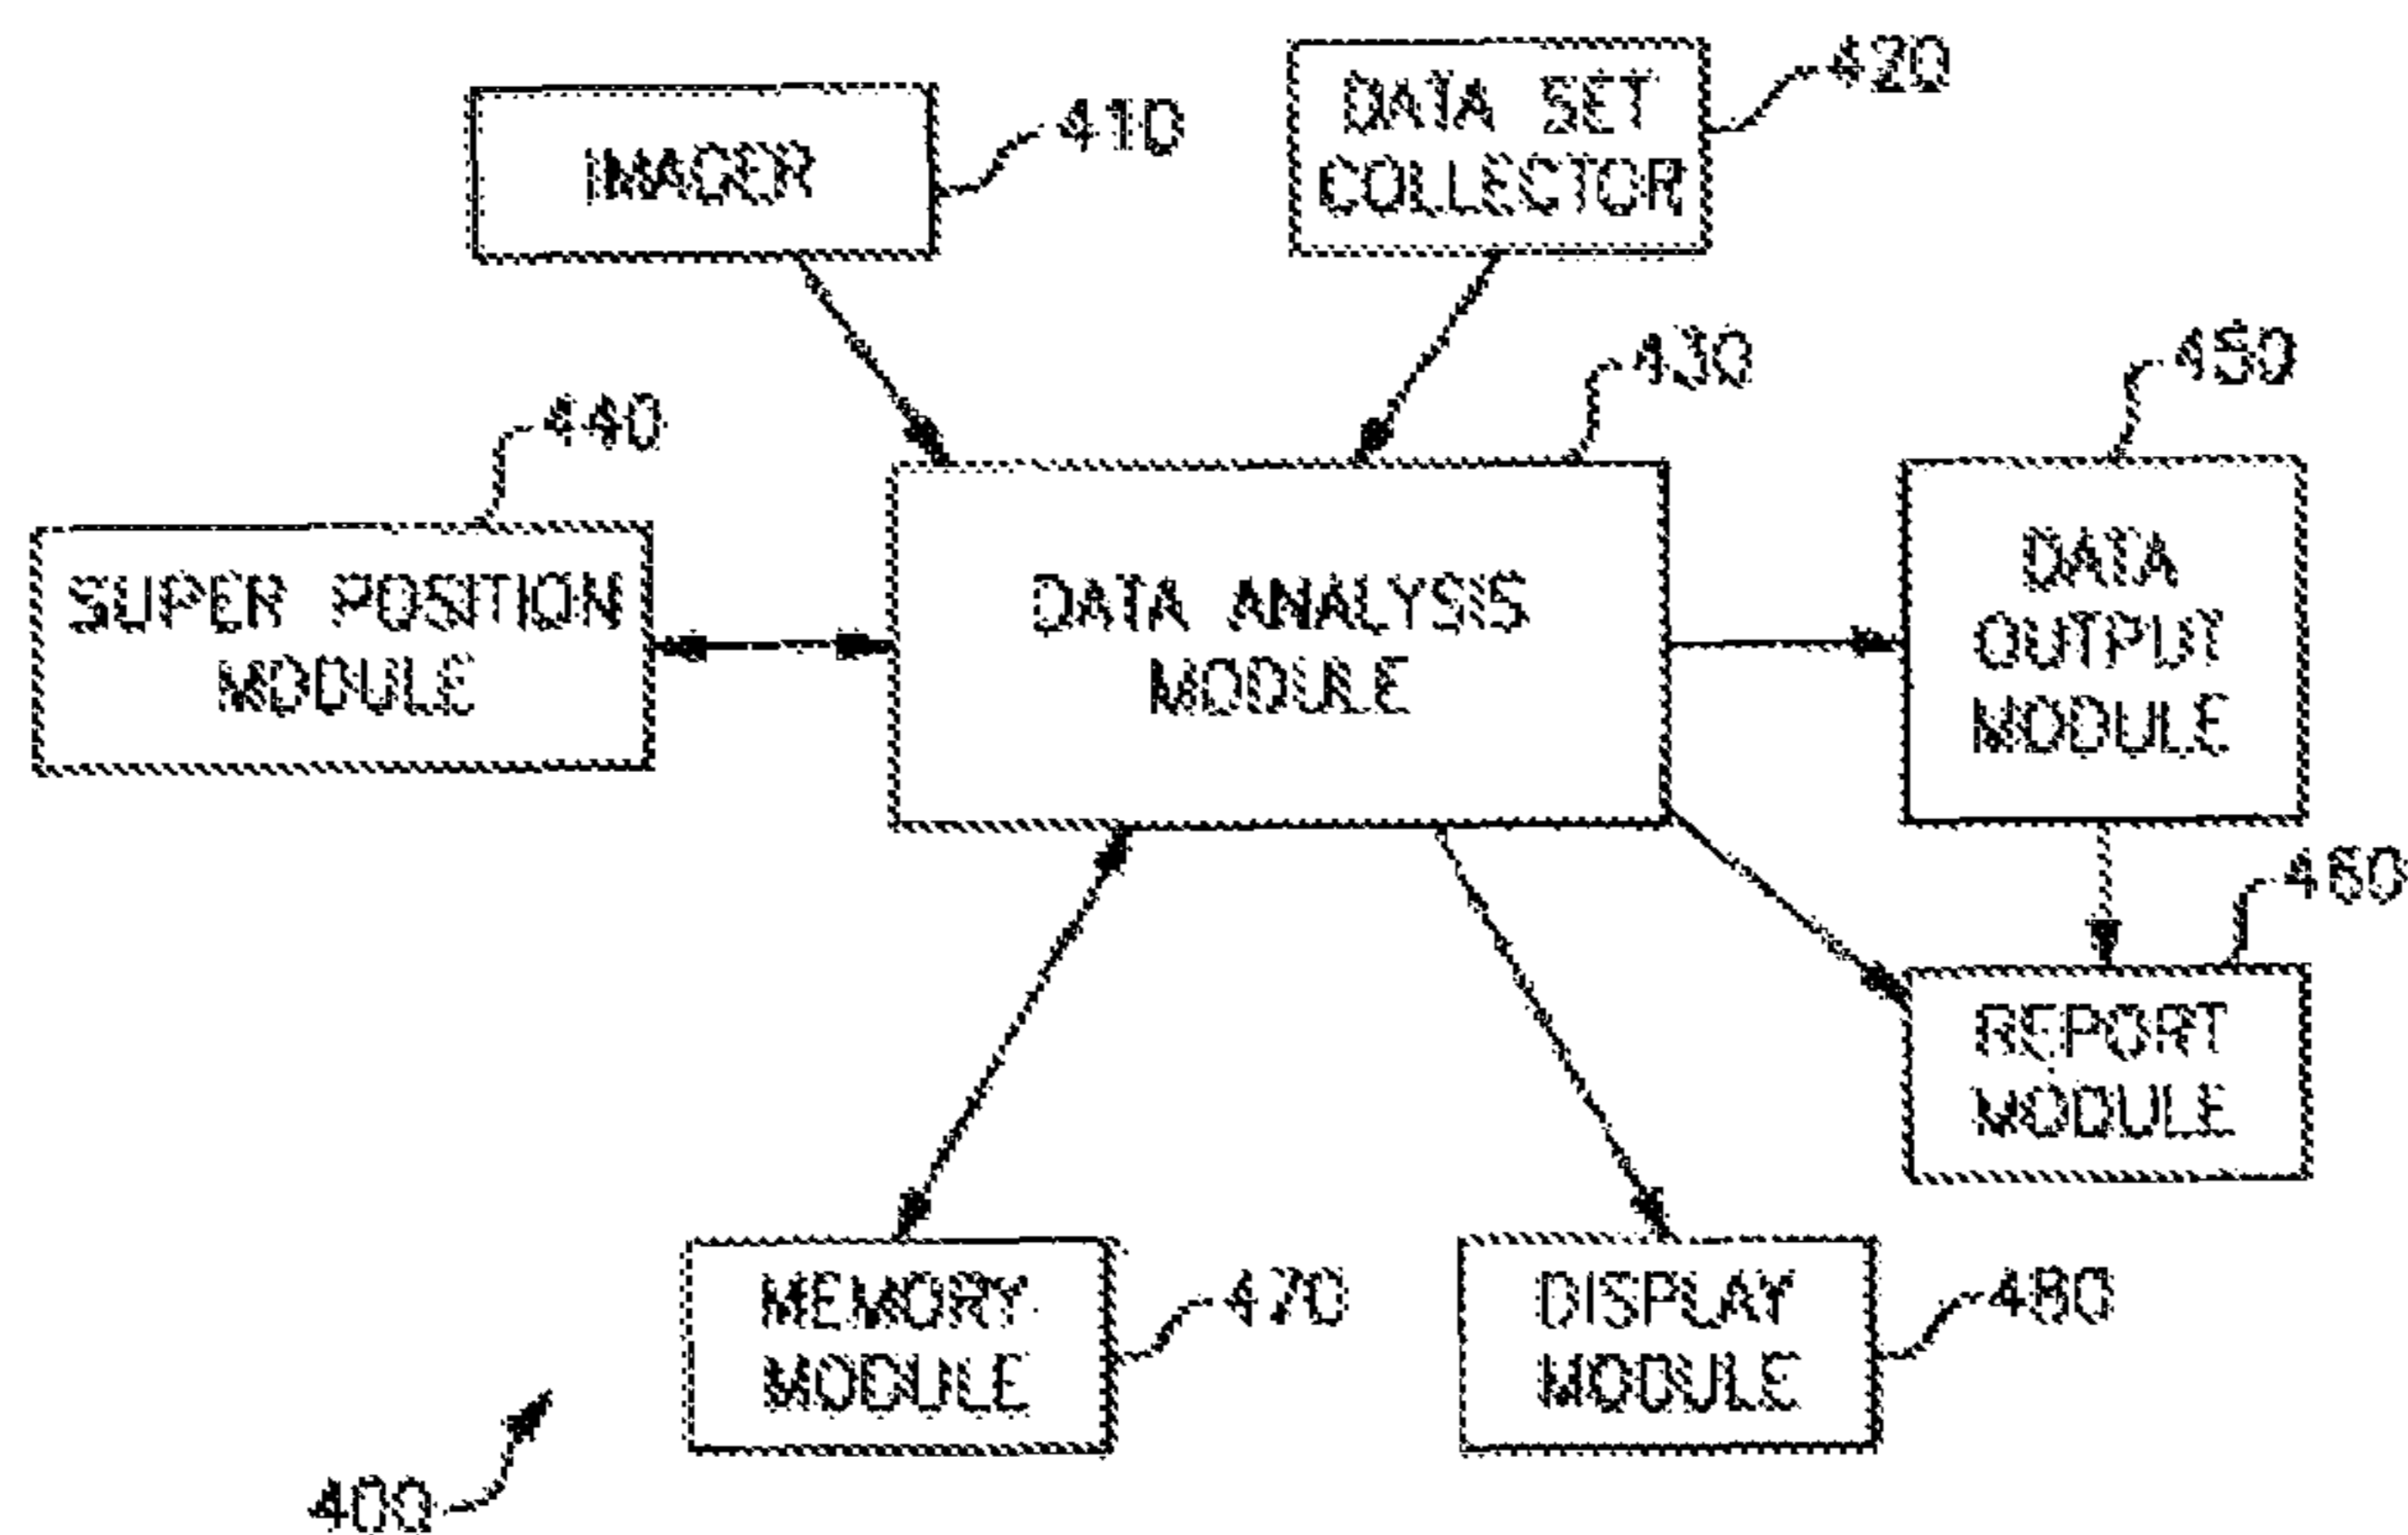 IMAGER
410
DATA SET
COLLECTOR
420
430
440
450
SUPER POSITION
MODULE
DATA ANALYSIS
MODULE
DATA
OUTPUT
MODULE
460
REPORT
MODULE
MEMORY
MODULE
470
DISPLAY
MODULE
480
400